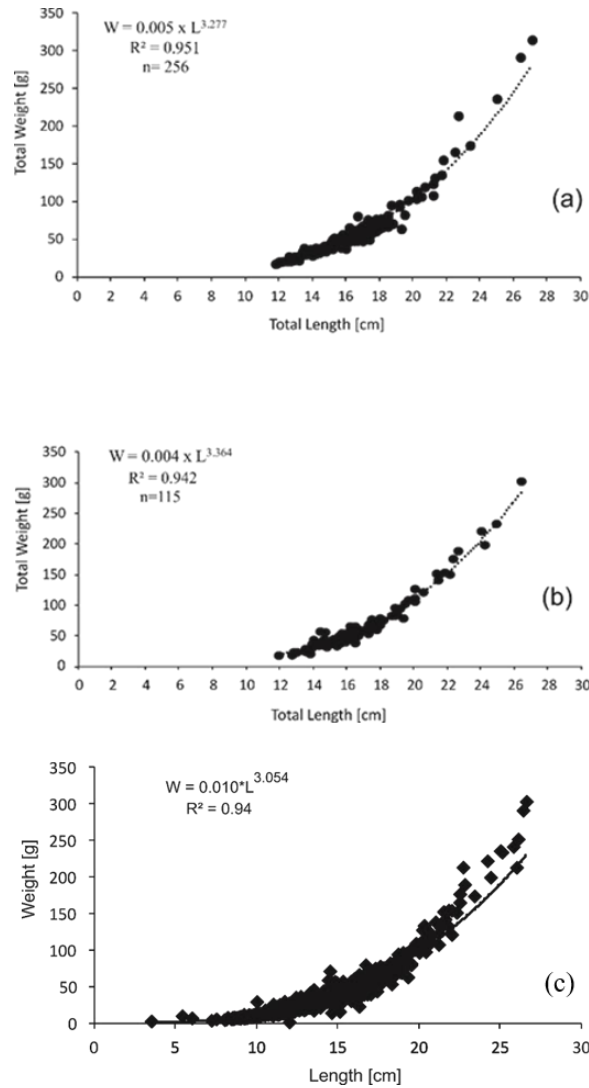 W = 0.005 x L^3.277
R² = 0.951
n= 256
350
300
250
200
150
100
50
0
Total Weight [g]
(a)
0 2 4 6 8 10 12 14 16 18 20 22 24 26 28 30
Total Length [cm]
W = 0.004 x L^3.364
R² = 0.942
n=115
350
300
250
200
150
100
50
0
Total Weight [g]
(b)
0 2 4 6 8 10 12 14 16 18 20 22 24 26 28 30
Total Length [cm]
W = 0.010*L^3.054
R² = 0.94
350
300
250
200
150
100
50
0
Weight [g]
(c)
0 5 10 15 20 25 30
Length [cm]